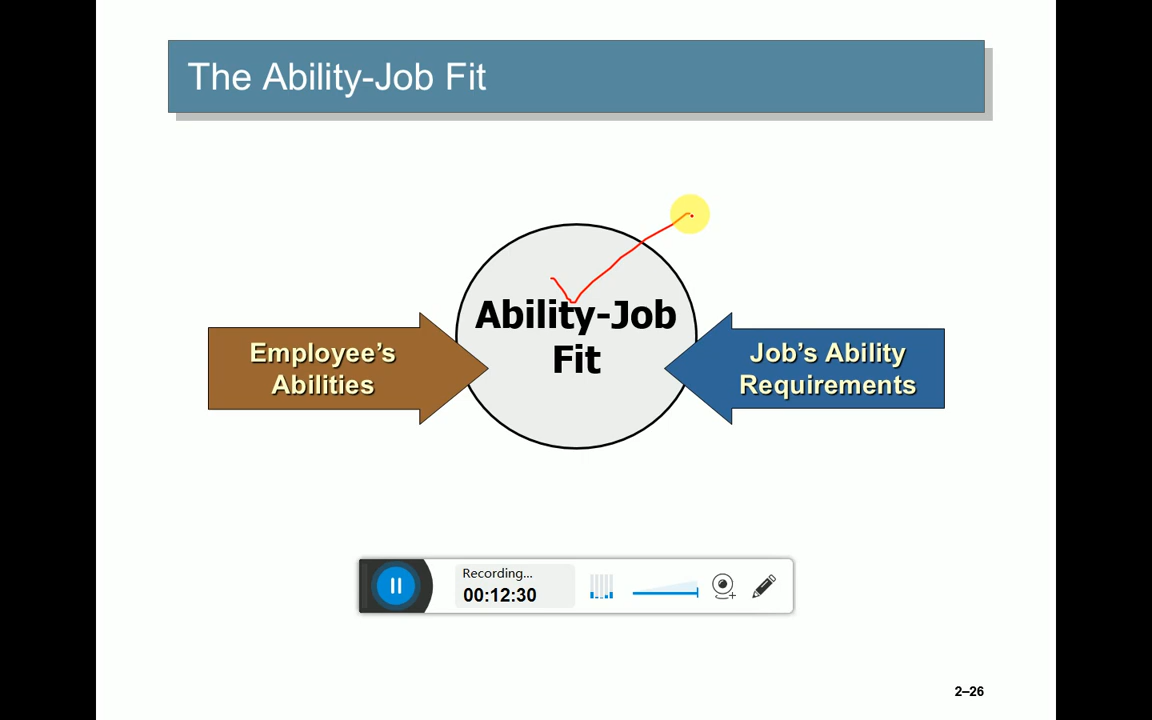 The Ability-Job Fit
Ability-Job
Fit
Employee’s
Abilities
Job’s Ability
Requirements
Recording...
00:12:30
2–26